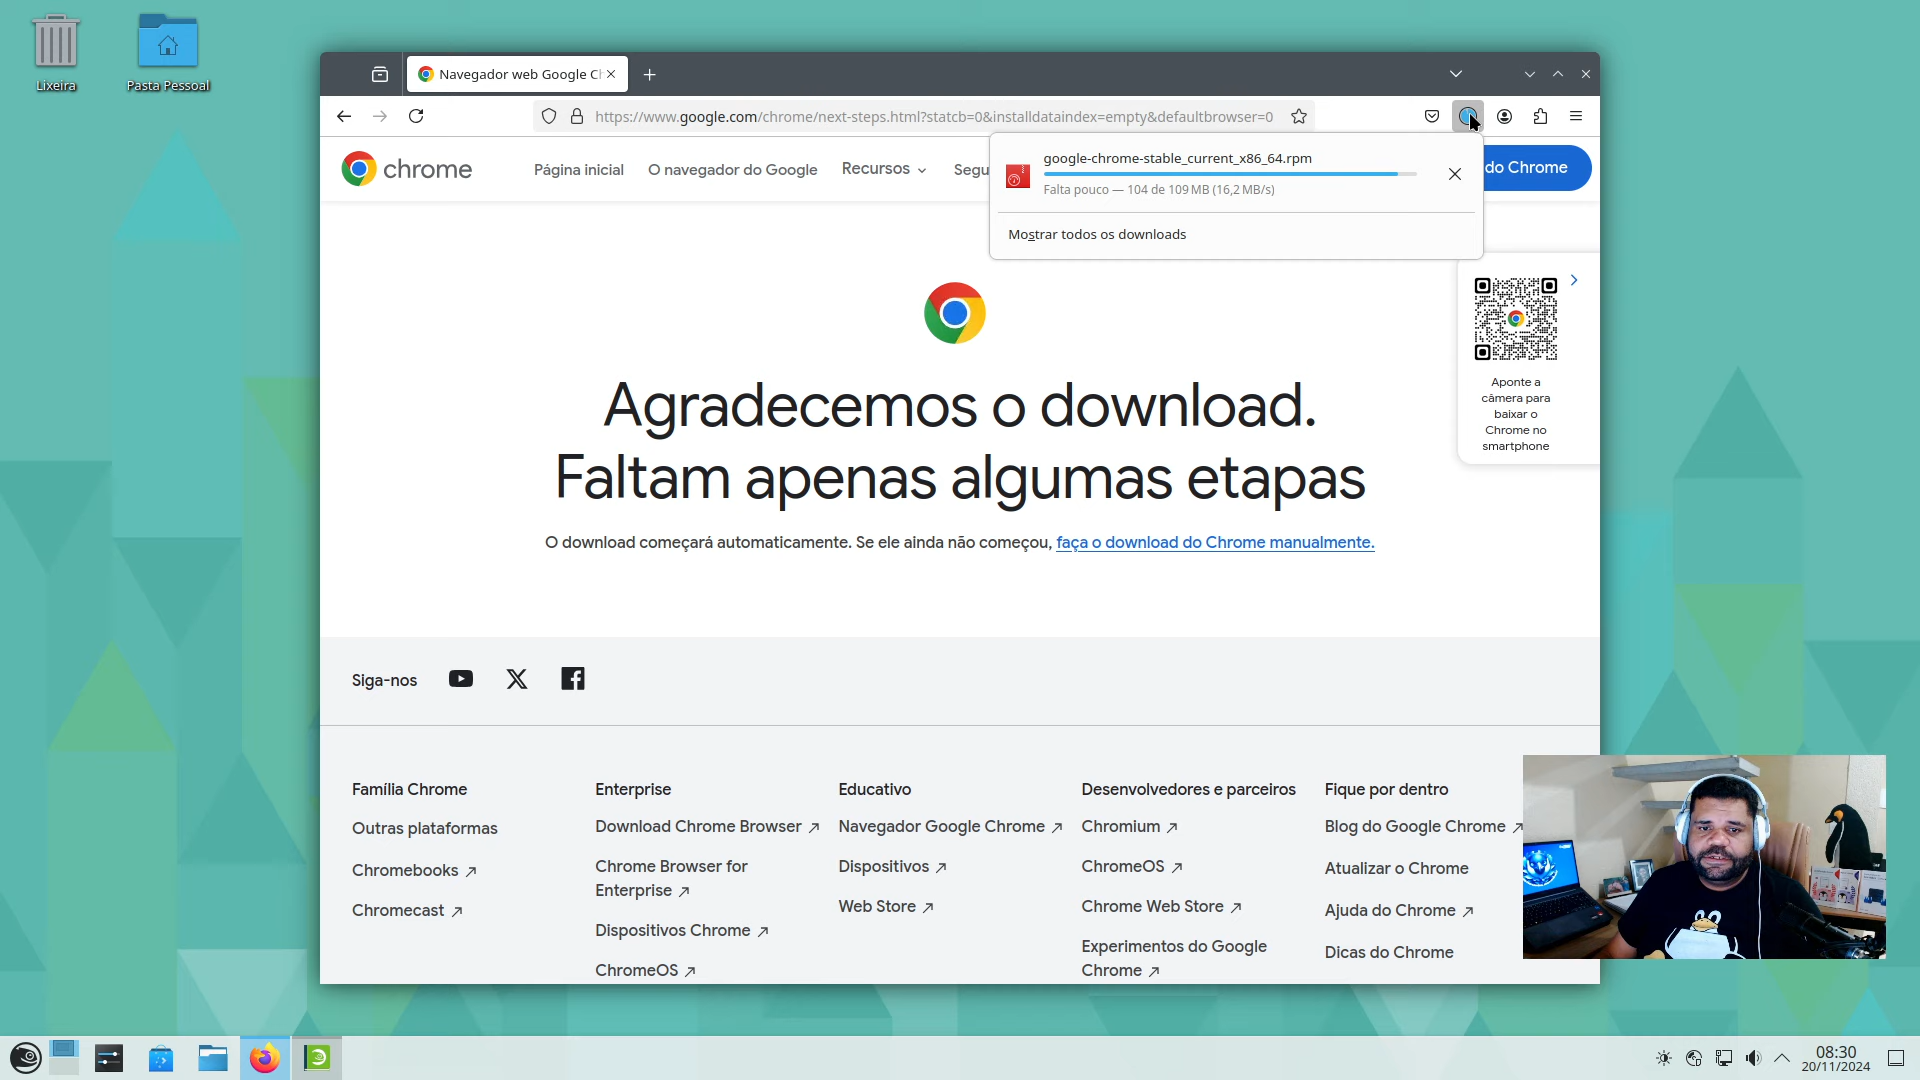 Lixeira
Pasta Pessoal
Navegador web Google Ch
https://www.google.com/chrome/next-steps.html?statcb=0&installdataindex=empty&defaultbrowser=0
chrome
Página inicial
O navegador do Google
Recursos
Segu
do Chrome
google-chrome-stable_current_x86_64.rpm
Falta pouco — 104 de 109 MB (16,2 MB/s)
Mostrar todos os downloads
Aponte a
câmera para
baixar o
Chrome no
smartphone
Agradecemos o download.
Faltam apenas algumas etapas
O download começará automaticamente. Se ele ainda não começou, faça o download do Chrome manualmente.
Siga-nos
Família Chrome
Outras plataformas
Chromebooks
Chromecast
Enterprise
Download Chrome Browser
Chrome Browser for
Enterprise
Dispositivos Chrome
ChromeOS
Educativo
Navegador Google Chrome
Dispositivos
Web Store
Desenvolvedores e parceiros
Chromium
ChromeOS
Chrome Web Store
Experimentos do Google
Chrome
Fique por dentro
Blog do Google Chrome
Atualizar o Chrome
Ajuda do Chrome
Dicas do Chrome
08:30
20/11/2024